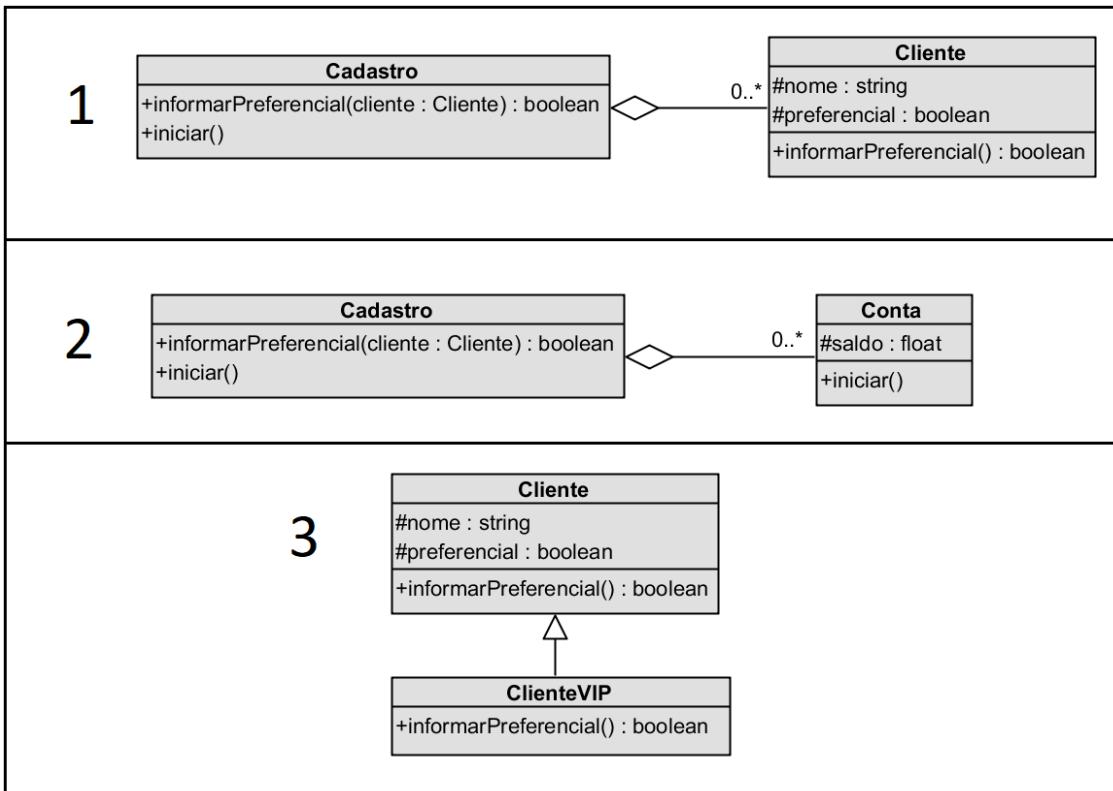 1
Cadastro
+informarPreferencial(cliente : Cliente) : boolean
+iniciar()
0..*
Cliente
#nome : string
#preferencial : boolean
+informarPreferencial() : boolean
2
Cadastro
+informarPreferencial(cliente : Cliente) : boolean
+iniciar()
0..*
Conta
#saldo : float
+iniciar()
3
Cliente
#nome : string
#preferencial : boolean
+informarPreferencial() : boolean
ClienteVIP
+informarPreferencial() : boolean